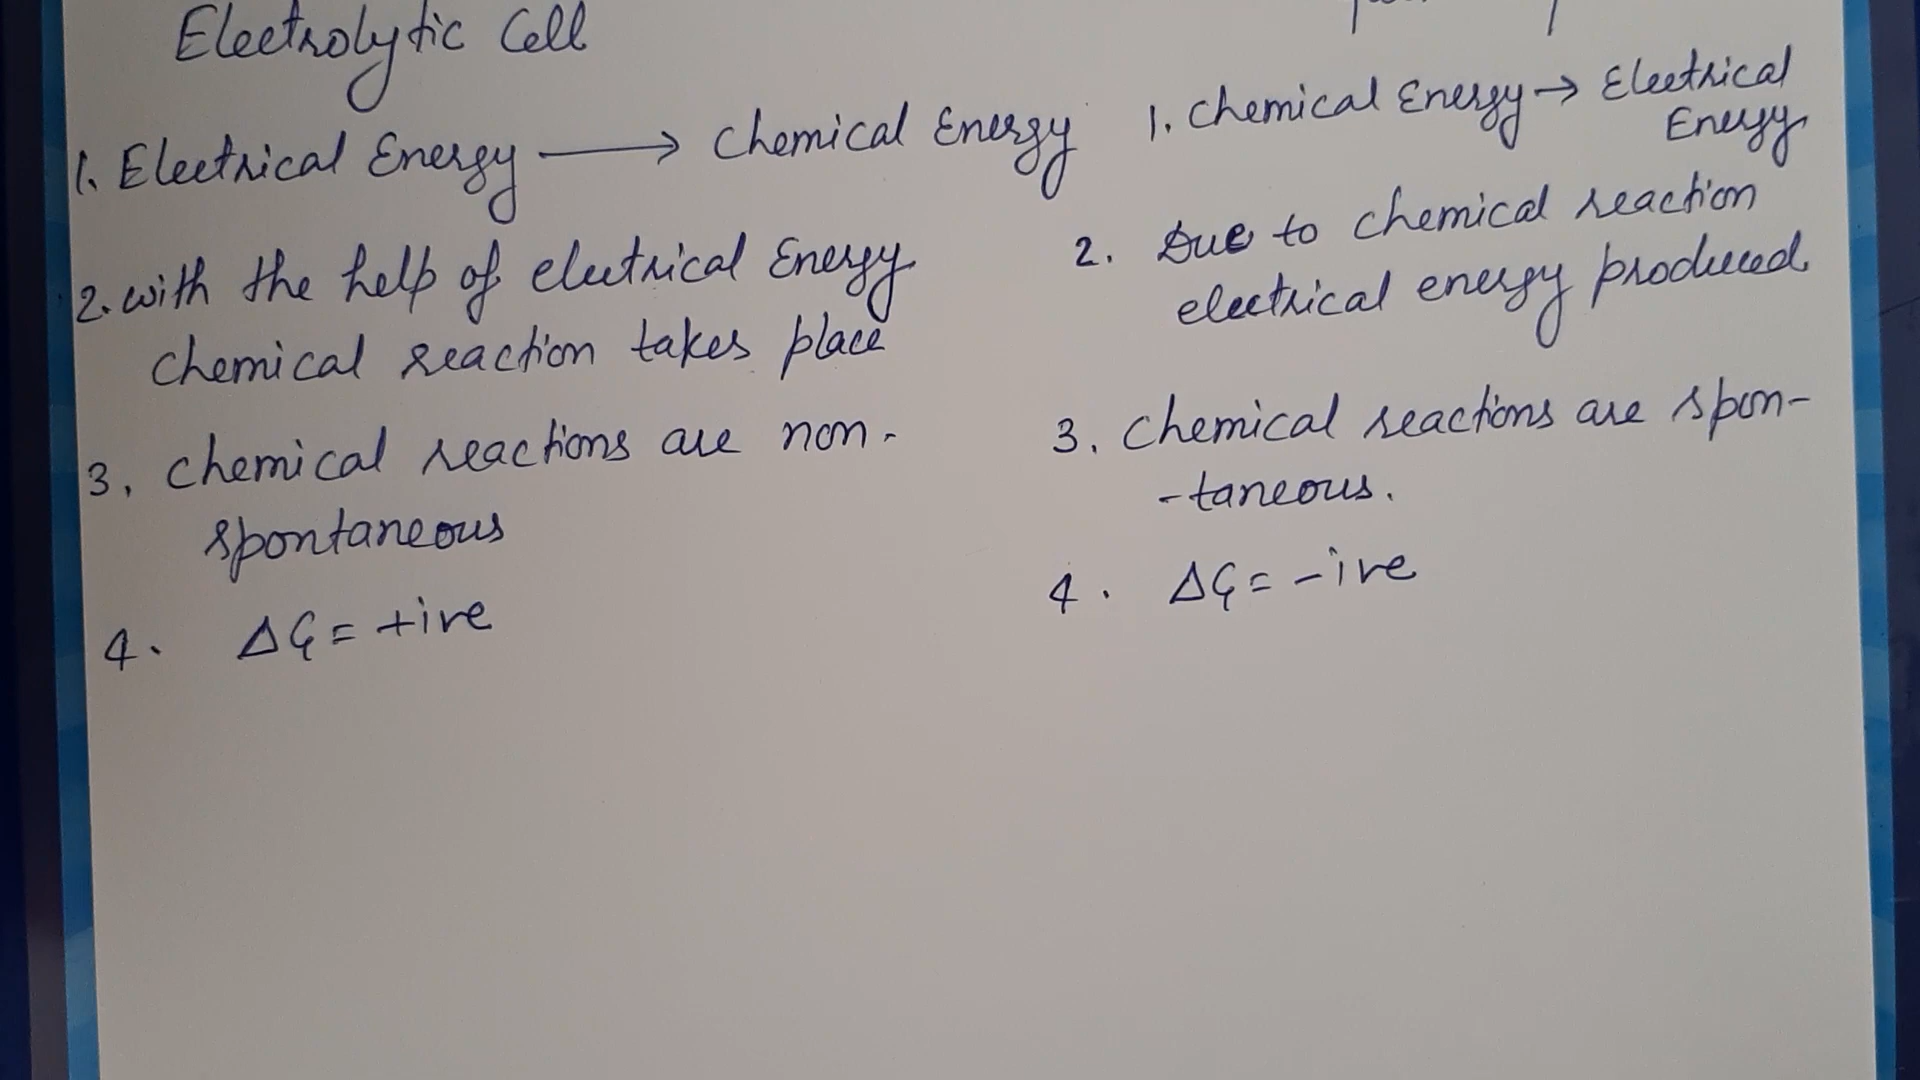 Electrolytic Cell
1. Electrical Energy → Chemical Energy
2. with the help of electrical Energy
chemical reaction takes place
3. chemical reactions are non-
spontaneous
4. ΔG = +ive
1. Chemical Energy → Electrical
Energy
2. Due to chemical reaction
electrical energy produced
3. Chemical reactions are spon-
-taneous.
4. ΔG = -ive